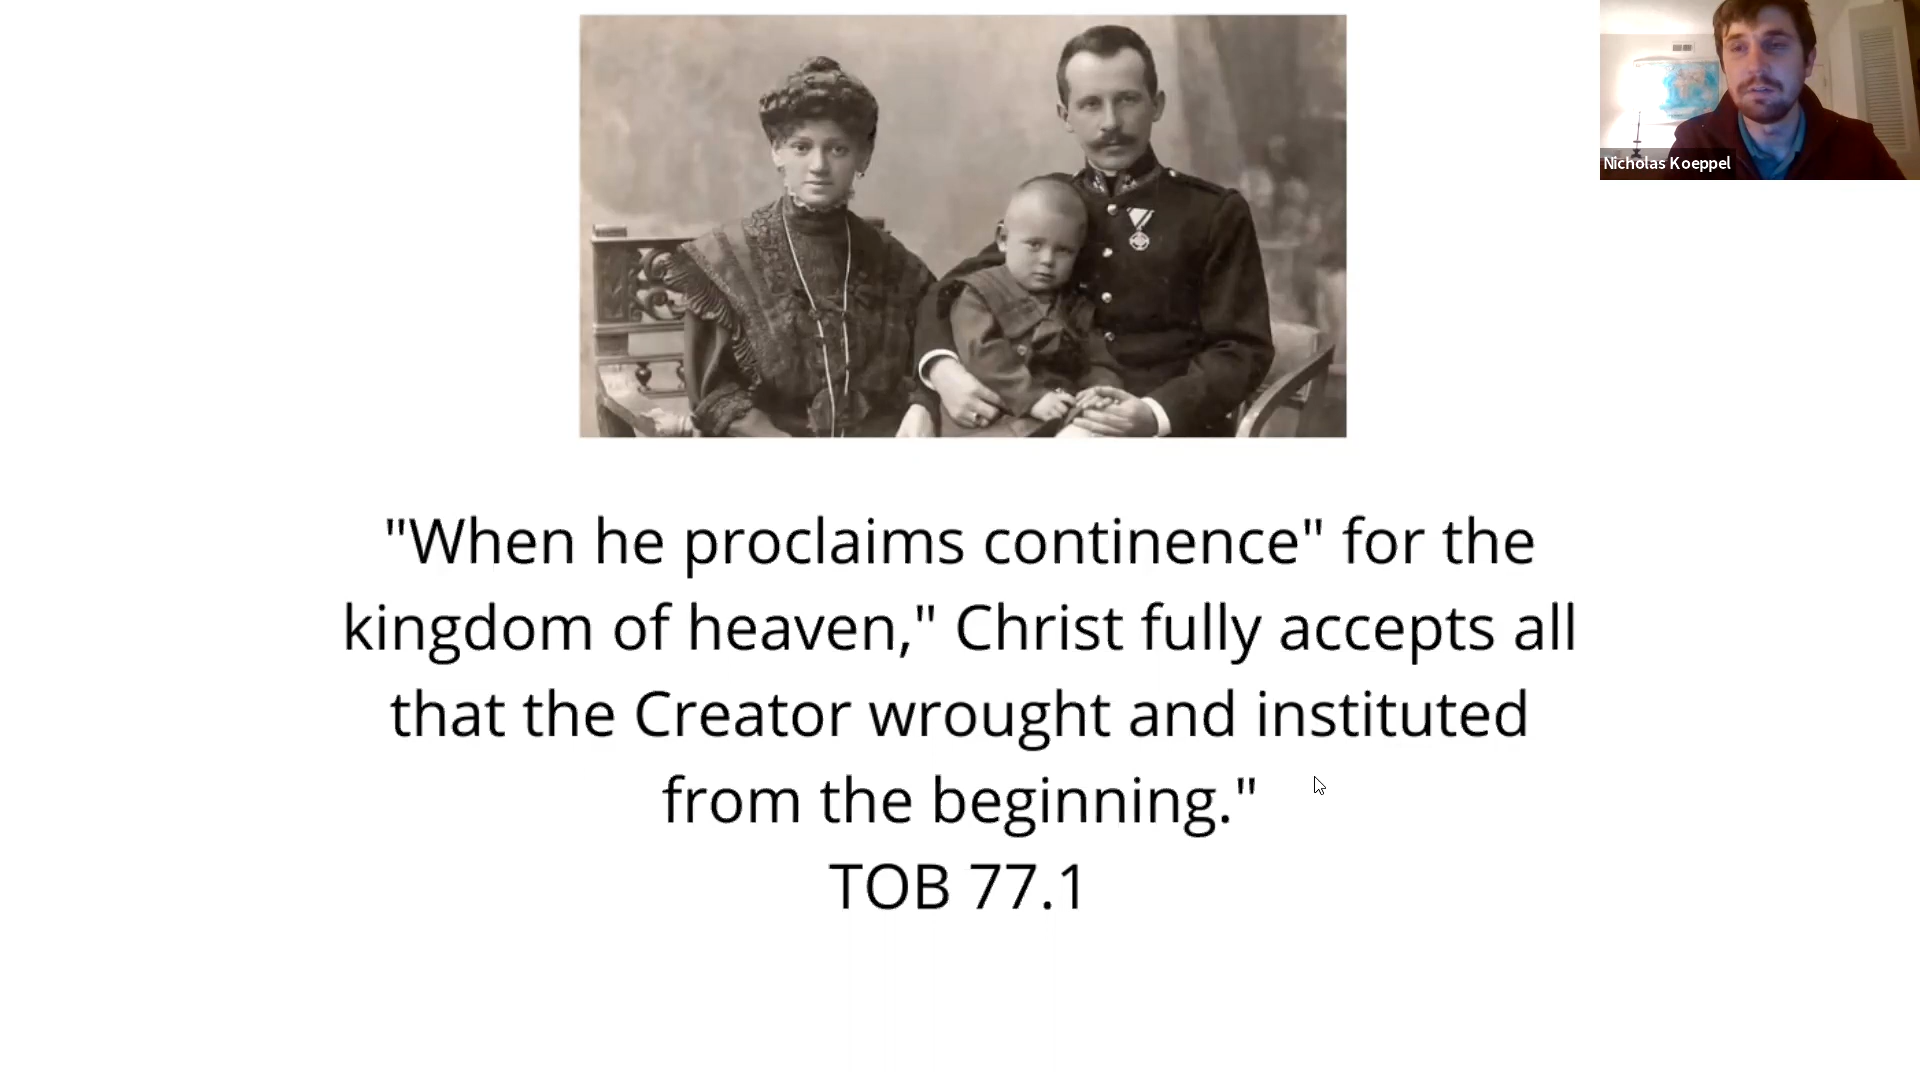 Nicholas Koeppel
"When he proclaims continence" for the
kingdom of heaven," Christ fully accepts all
that the Creator wrought and instituted
from the beginning."
TOB 77.1